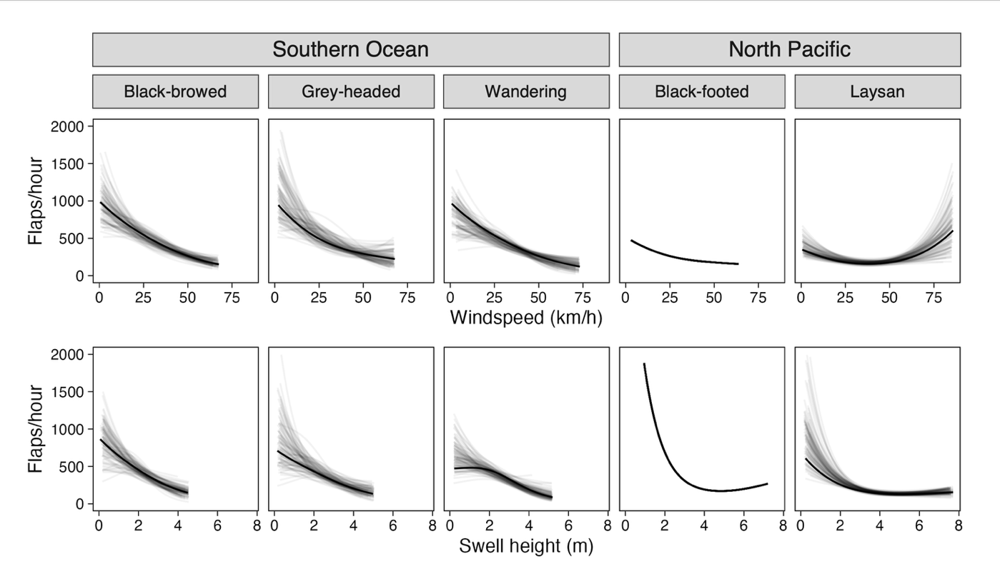 Southern Ocean North Pacific
Black-browed Grey-headed Wandering Black-footed Laysan
2000
1500
1000
500
0
Flaps/hour
0 25 50 75 0 25 50 75 0 25 50 75 0 25 50 75 0 25 50 75
Windspeed (km/h)
2000
1500
1000
500
0
Flaps/hour
0 2 4 6 8 0 2 4 6 8 0 2 4 6 8 0 2 4 6 8 0 2 4 6 8
Swell height (m)